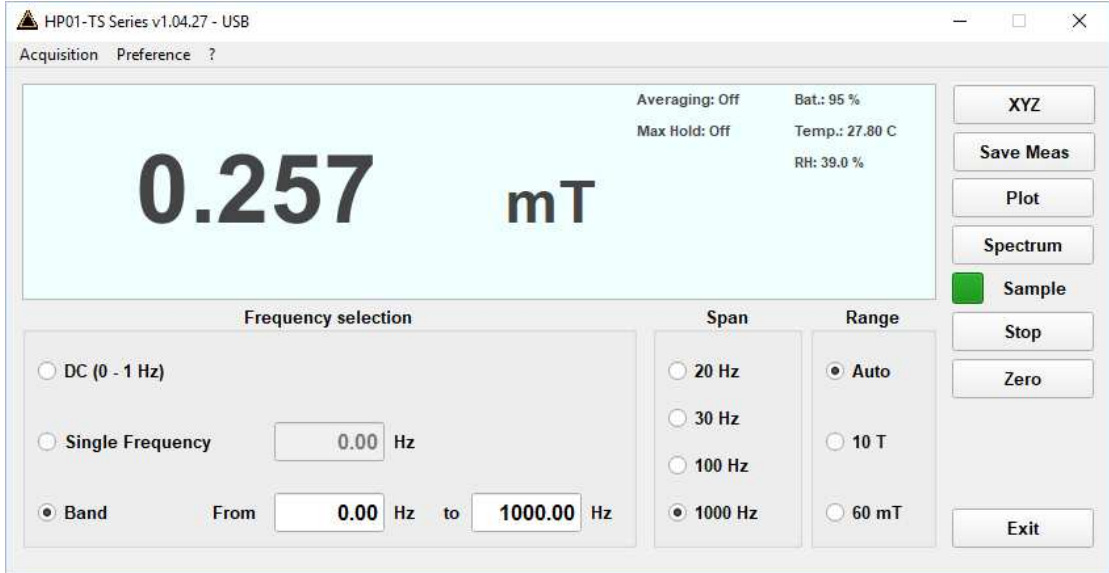 HP01-TS Series v1.04.27 - USB
Acquisition Preference ?
Averaging: Off Bat.: 95 %
Max Hold: Off Temp.: 27.80 C
RH: 39.0 %
0.257 mT
XYZ
Save Meas
Plot
Spectrum
Sample
Stop
Zero
Exit
Frequency selection
DC (0 - 1 Hz)
Single Frequency 0.00 Hz
Band From 0.00 Hz to 1000.00 Hz
Span
20 Hz
30 Hz
100 Hz
1000 Hz
Range
Auto
10 T
60 mT